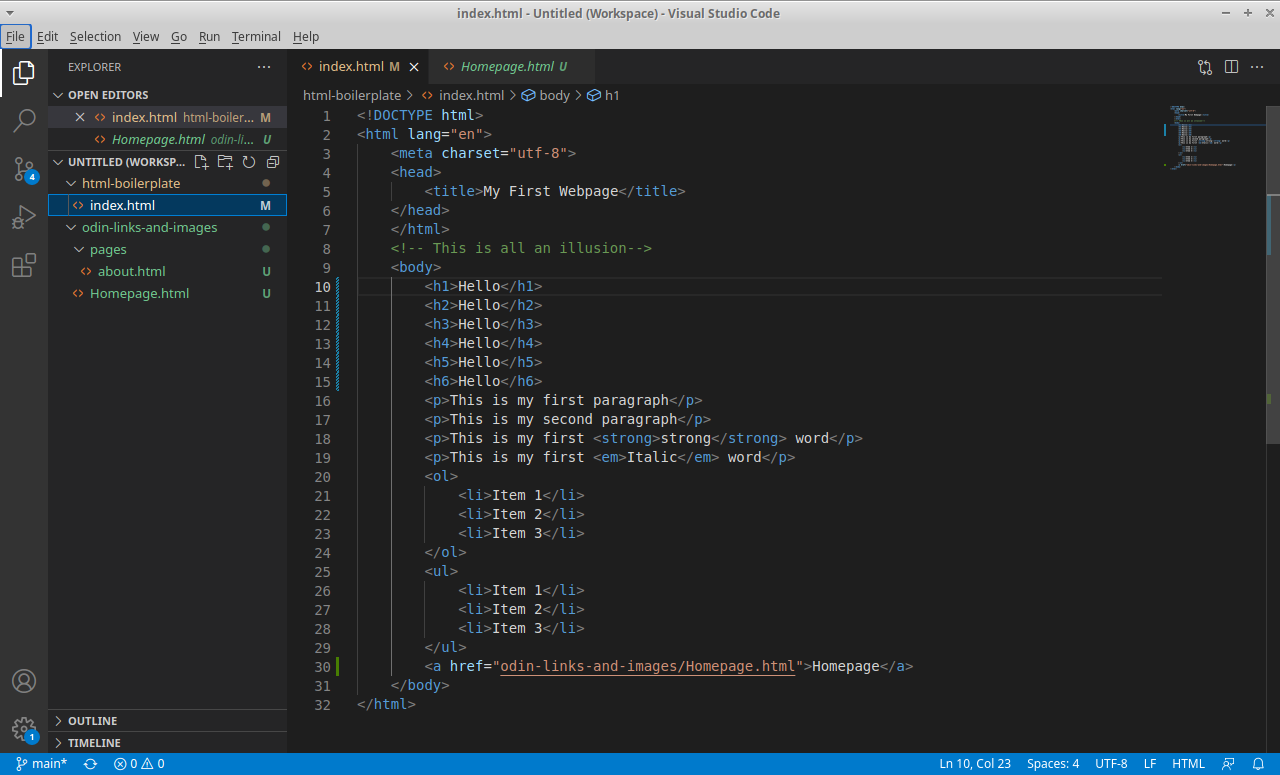 index.html - Untitled (Workspace) - Visual Studio Code
File Edit Selection View Go Run Terminal Help
EXPLORER
OPEN EDITORS
index.html html-boiler... M
Homepage.html odin-li... U
UNTITLED (WORKSP...
html-boilerplate
index.html M
odin-links-and-images
pages
about.html U
Homepage.html U
OUTLINE
TIMELINE
4
1
index.html M
Homepage.html U
html-boilerplate > index.html > body > h1
1 <!DOCTYPE html>
2 <html lang="en">
3 <meta charset="utf-8">
4 <head>
5 <title>My First Webpage</title>
6 </head>
7 </html>
8 <!-- This is all an illusion-->
9 <body>
10 <h1>Hello</h1>
11 <h2>Hello</h2>
12 <h3>Hello</h3>
13 <h4>Hello</h4>
14 <h5>Hello</h5>
15 <h6>Hello</h6>
16 <p>This is my first paragraph</p>
17 <p>This is my second paragraph</p>
18 <p>This is my first <strong>strong</strong> word</p>
19 <p>This is my first <em>Italic</em> word</p>
20 <ol>
21 <li>Item 1</li>
22 <li>Item 2</li>
23 <li>Item 3</li>
24 </ol>
25 <ul>
26 <li>Item 1</li>
27 <li>Item 2</li>
28 <li>Item 3</li>
29 </ul>
30 <a href="odin-links-and-images/Homepage.html">Homepage</a>
31 </body>
32 </html>
main* 0 0 Ln 10, Col 23 Spaces: 4 UTF-8 LF HTML